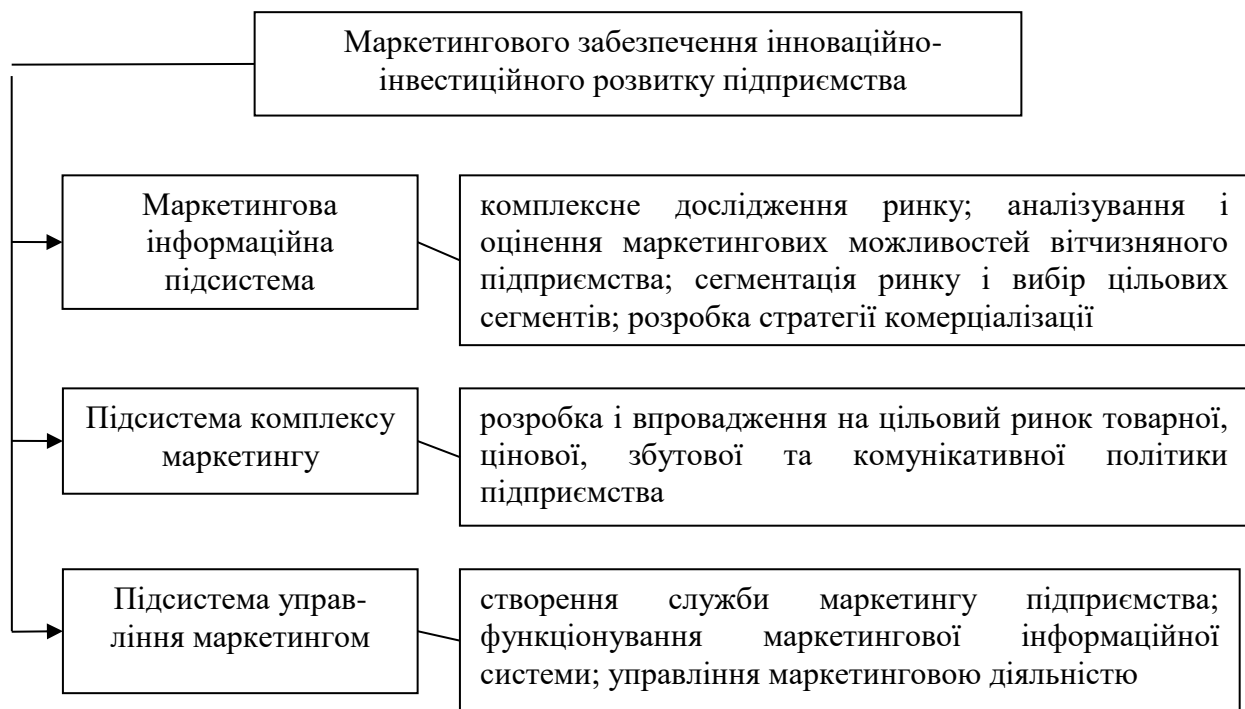 Маркетингового забезпечення інноваційно-
інвестиційного розвитку підприємства
Маркетингова
інформаційна
підсистема
комплексне дослідження ринку; аналізування і
оцінення маркетингових можливостей вітчизняного
підприємства; сегментація ринку і вибір цільових
сегментів; розробка стратегії комерціалізації
Підсистема комплексу
маркетингу
розробка і впровадження на цільовий ринок товарної,
цінової, збутової та комунікативної політики
підприємства
Підсистема управ-
ління маркетингом
створення служби маркетингу підприємства;
функціонування маркетингової інформаційної
системи; управління маркетинговою діяльністю